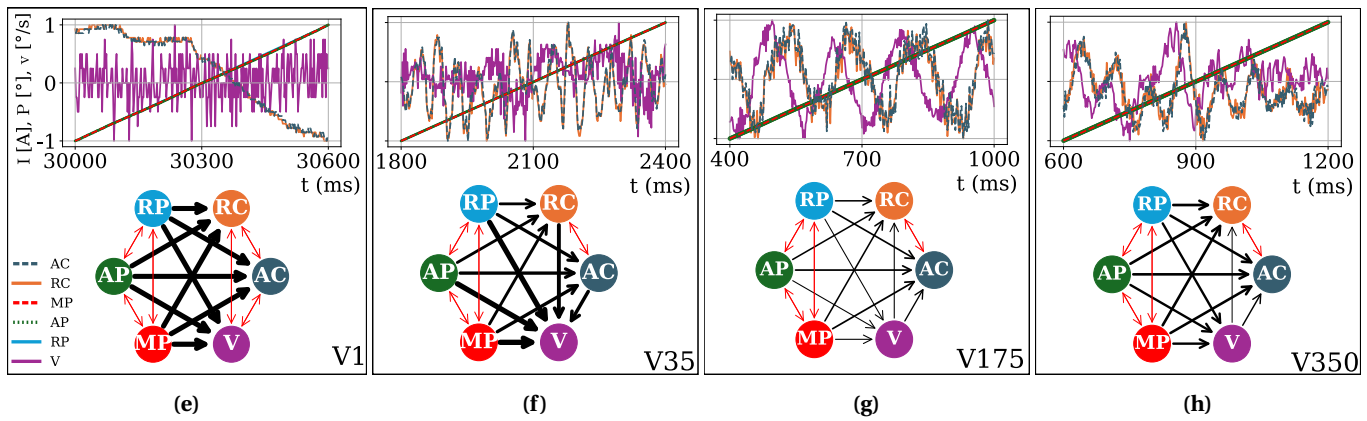 I [A], P [°], v [°/s]
1
0
-1
30000 30300 30600
t (ms)
RP RC
AP AC
MP V
AC
RC
MP
AP
RP
V
V1
1800 2100 2400
t (ms)
RP RC
AP AC
MP V
V35
400 700 1000
t (ms)
RP RC
AP AC
MP V
V175
600 900 1200
t (ms)
RP RC
AP AC
MP V
V350
(e) (f) (g) (h)